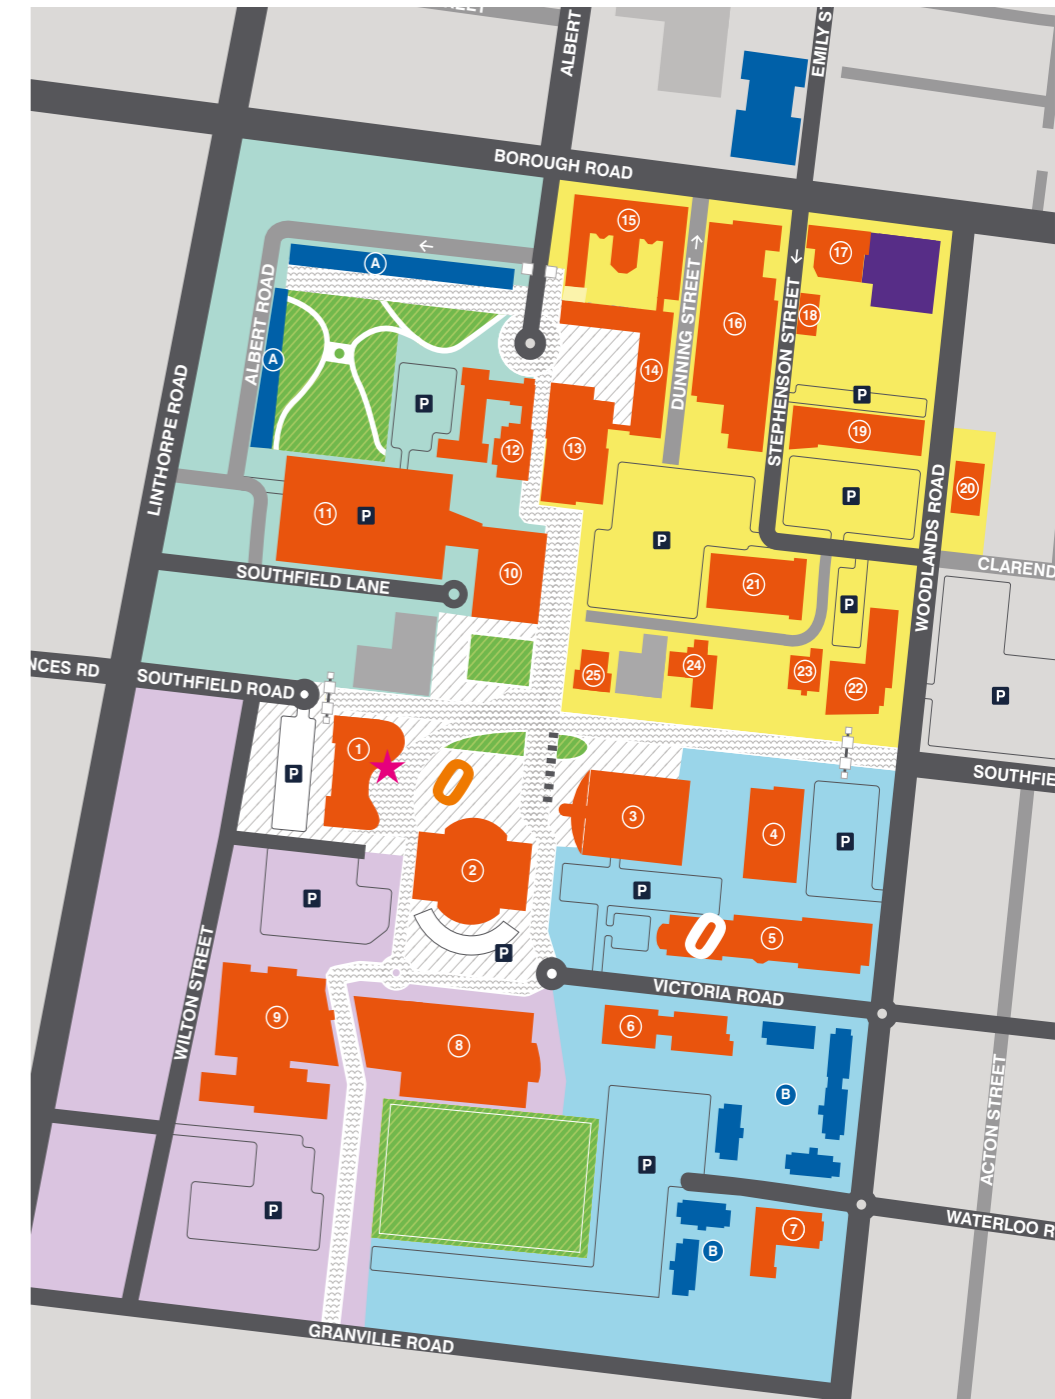 ALBERT
EMILY ST
BOROUGH ROAD
15
17
A
ALBERT ROAD
DUNNING STREET
STEPHENSON STREET
18
16
A
14
P
P
LINTHORPE ROAD
12
13
19
P
20
11
P
P
WOODLANDS ROAD
10
CLAREND
SOUTHFIELD LANE
21
P
NCES RD
SOUTHFIELD ROAD
25
24
23
22
P
1
P
SOUTHFIE
3
4
P
2
P
P
5
P
WILTON STREET
VICTORIA ROAD
9
8
6
B
ACTON STREET
P
P
WATERLOO R
7
B
GRANVILLE ROAD